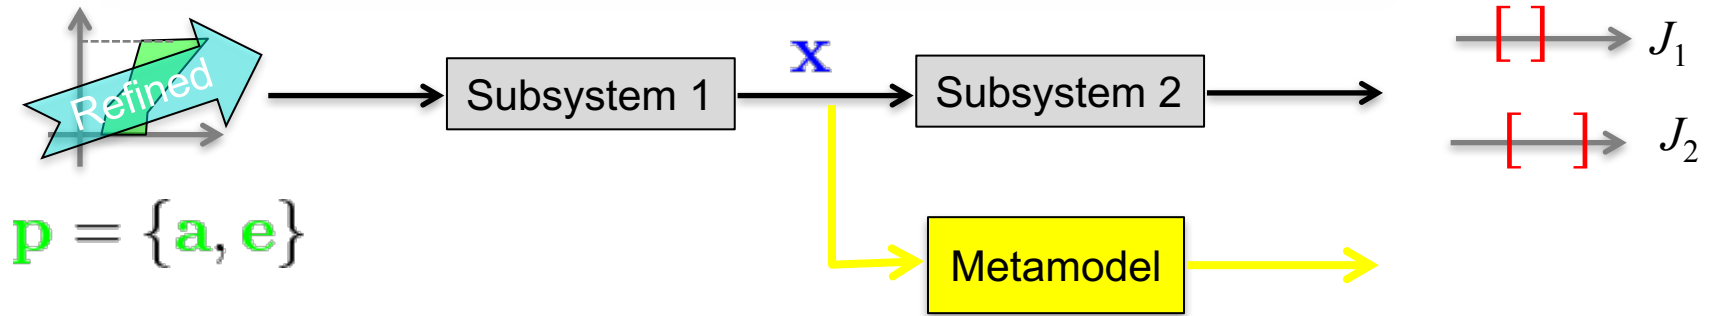 Refined
Subsystem 1
x
Subsystem 2
[ ] J₁
[ ] J₂
p = {a, e}
Metamodel